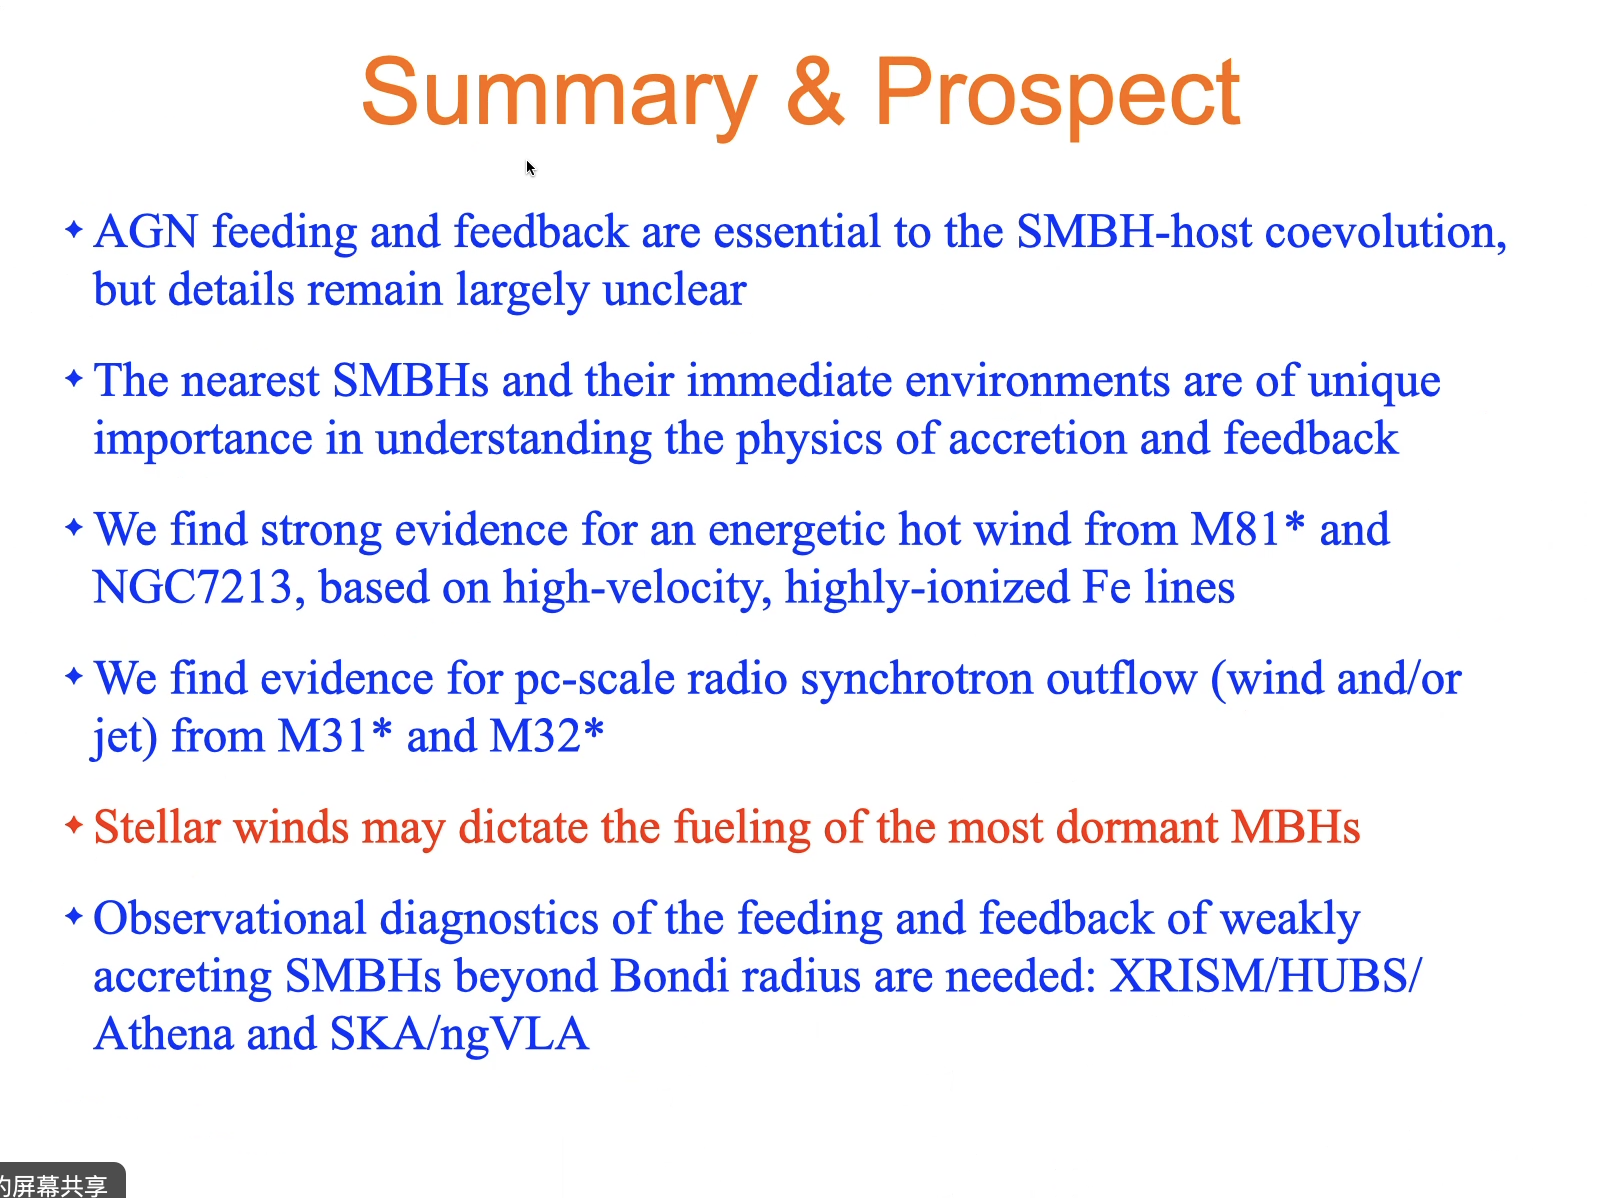 Summary & Prospect
AGN feeding and feedback are essential to the SMBH-host coevolution,
but details remain largely unclear
The nearest SMBHs and their immediate environments are of unique
importance in understanding the physics of accretion and feedback
We find strong evidence for an energetic hot wind from M81* and
NGC7213, based on high-velocity, highly-ionized Fe lines
We find evidence for pc-scale radio synchrotron outflow (wind and/or
jet) from M31* and M32*
Stellar winds may dictate the fueling of the most dormant MBHs
Observational diagnostics of the feeding and feedback of weakly
accreting SMBHs beyond Bondi radius are needed: XRISM/HUBS/
Athena and SKA/ngVLA
的屏幕共享